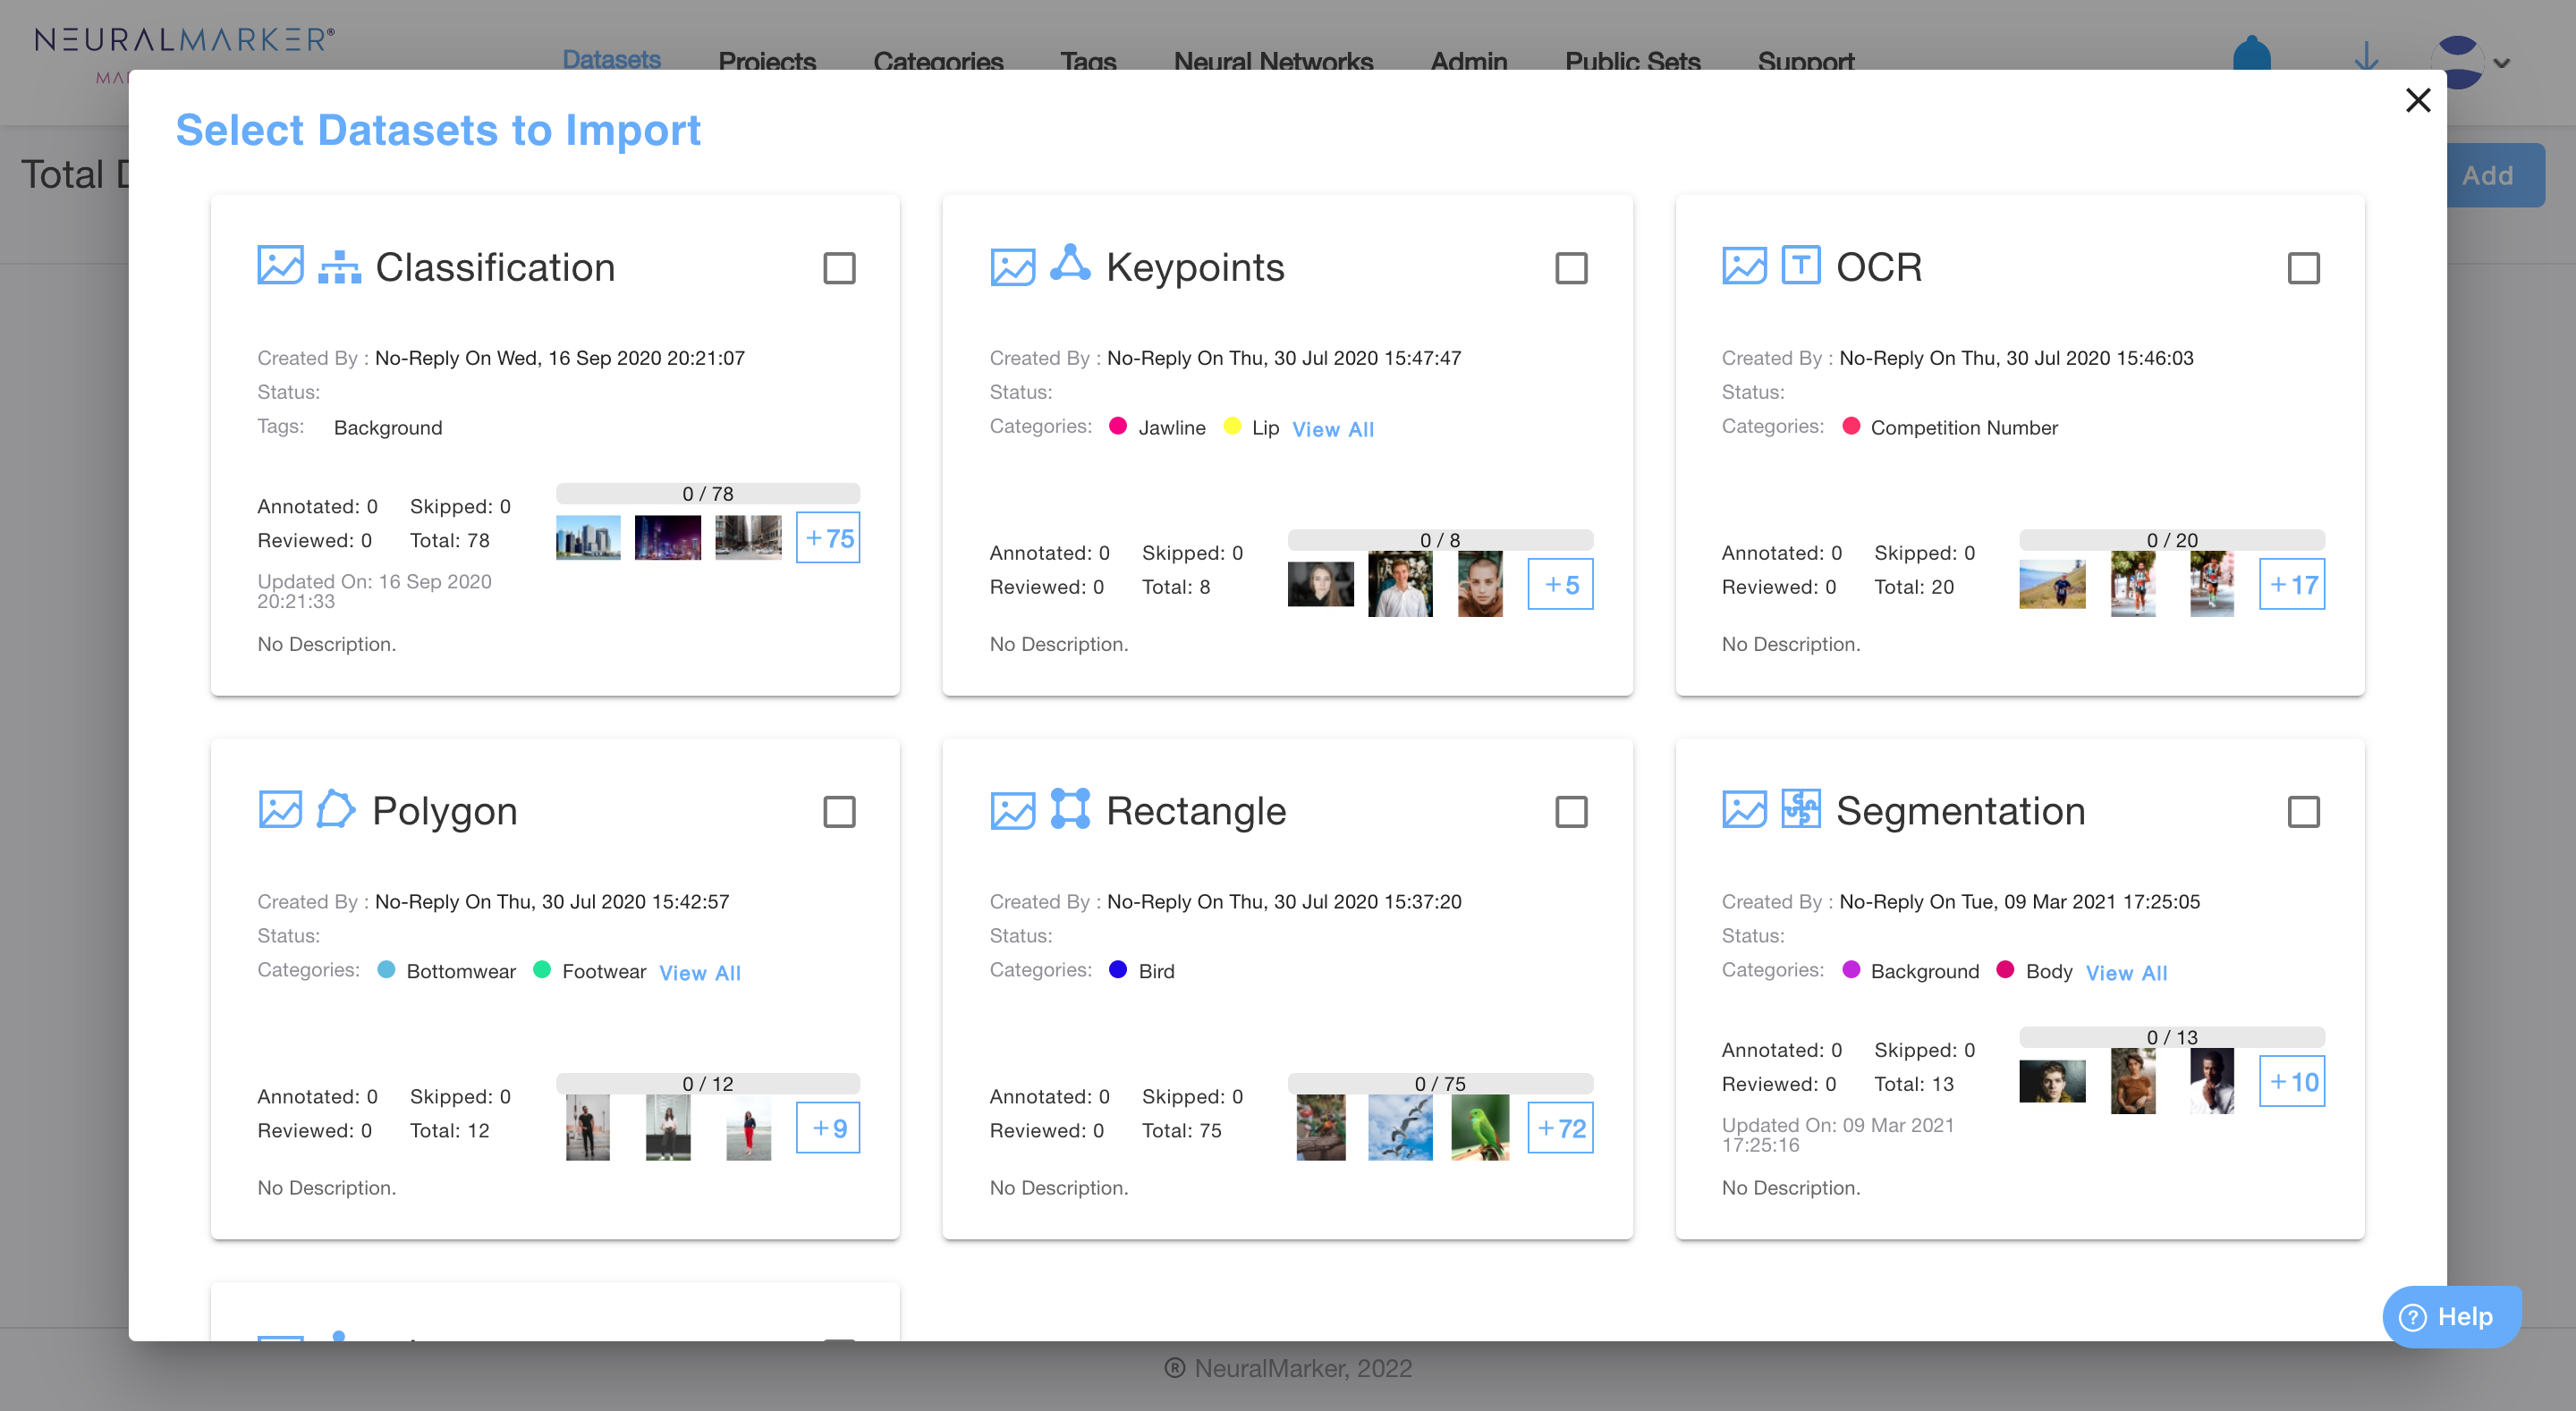 NEURALMARKER®
MA
Datasets Projects Categories Tags Neural Networks Admin Public Sets Support
Total D
Add
Select Datasets to Import
Classification
Created By : No-Reply On Wed, 16 Sep 2020 20:21:07
Status:
Tags: Background
0 / 78
Annotated: 0 Skipped: 0
Reviewed: 0 Total: 78
+75
Updated On: 16 Sep 2020
20:21:33
No Description.
Keypoints
Created By : No-Reply On Thu, 30 Jul 2020 15:47:47
Status:
Categories: Jawline Lip View All
0 / 8
Annotated: 0 Skipped: 0
Reviewed: 0 Total: 8
+5
No Description.
T OCR
Created By : No-Reply On Thu, 30 Jul 2020 15:46:03
Status:
Categories: Competition Number
0 / 20
Annotated: 0 Skipped: 0
Reviewed: 0 Total: 20
+17
No Description.
Polygon
Created By : No-Reply On Thu, 30 Jul 2020 15:42:57
Status:
Categories: Bottomwear Footwear View All
0 / 12
Annotated: 0 Skipped: 0
Reviewed: 0 Total: 12
+9
No Description.
Rectangle
Created By : No-Reply On Thu, 30 Jul 2020 15:37:20
Status:
Categories: Bird
0 / 75
Annotated: 0 Skipped: 0
Reviewed: 0 Total: 75
+72
No Description.
Segmentation
Created By : No-Reply On Tue, 09 Mar 2021 17:25:05
Status:
Categories: Background Body View All
0 / 13
Annotated: 0 Skipped: 0
Reviewed: 0 Total: 13
+10
Updated On: 09 Mar 2021
17:25:16
No Description.
? Help
® NeuralMarker, 2022